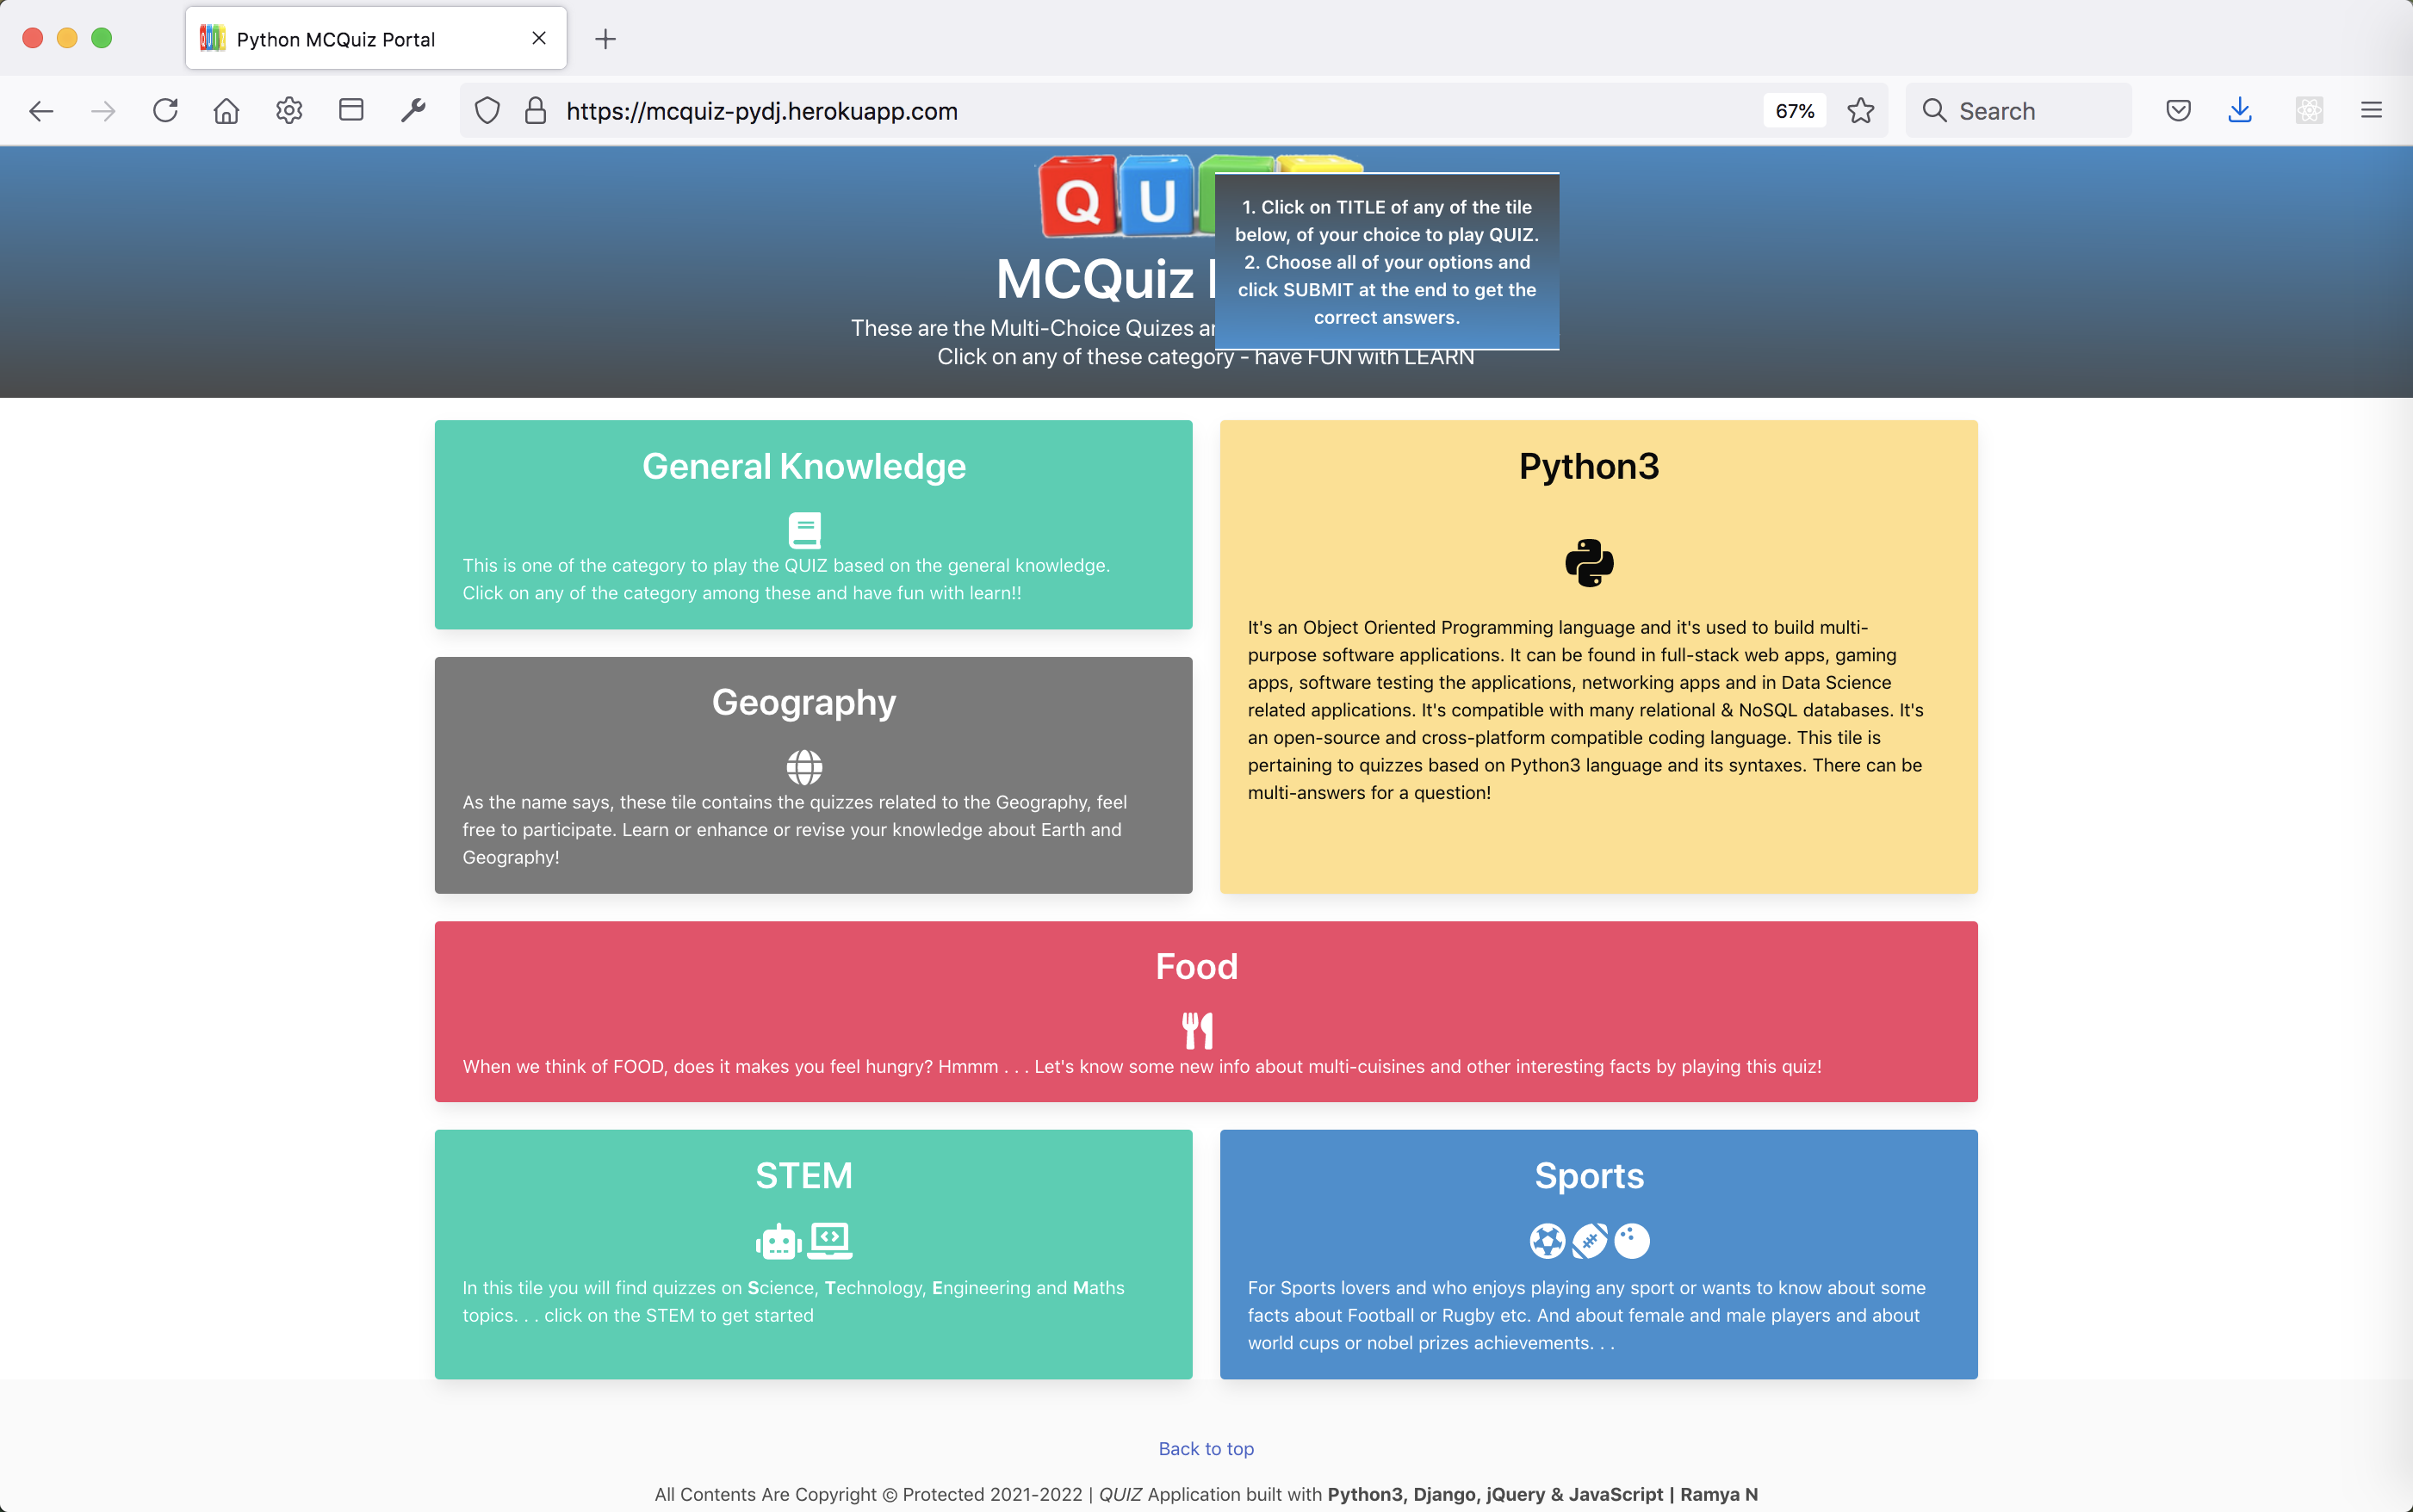 Python MCQuiz Portal
https://mcquiz-pydj.herokuapp.com
67%
Search
QU
1. Click on TITLE of any of the tile
below, of your choice to play QUIZ.
2. Choose all of your options and
click SUBMIT at the end to get the
correct answers.
MCQuiz
These are the Multi-Choice Quizes
Click on any of these category - have FUN with LEARN
General Knowledge
This is one of the category to play the QUIZ based on the general knowledge.
Click on any of the category among these and have fun with learn!!
Python3
It's an Object Oriented Programming language and it's used to build multi-
purpose software applications. It can be found in full-stack web apps, gaming
apps, software testing the applications, networking apps and in Data Science
related applications. It's compatible with many relational & NoSQL databases. It's
an open-source and cross-platform compatible coding language. This tile is
pertaining to quizzes based on Python3 language and its syntaxes. There can be
multi-answers for a question!
Geography
As the name says, these tile contains the quizzes related to the Geography, feel
free to participate. Learn or enhance or revise your knowledge about Earth and
Geography!
Food
When we think of FOOD, does it makes you feel hungry? Hmmm . . . Let's know some new info about multi-cuisines and other interesting facts by playing this quiz!
STEM
In this tile you will find quizzes on Science, Technology, Engineering and Maths
topics. . . click on the STEM to get started
Sports
For Sports lovers and who enjoys playing any sport or wants to know about some
facts about Football or Rugby etc. And about female and male players and about
world cups or nobel prizes achievements. . .
Back to top
All Contents Are Copyright © Protected 2021-2022 | QUIZ Application built with Python3, Django, jQuery & JavaScript | Ramya N